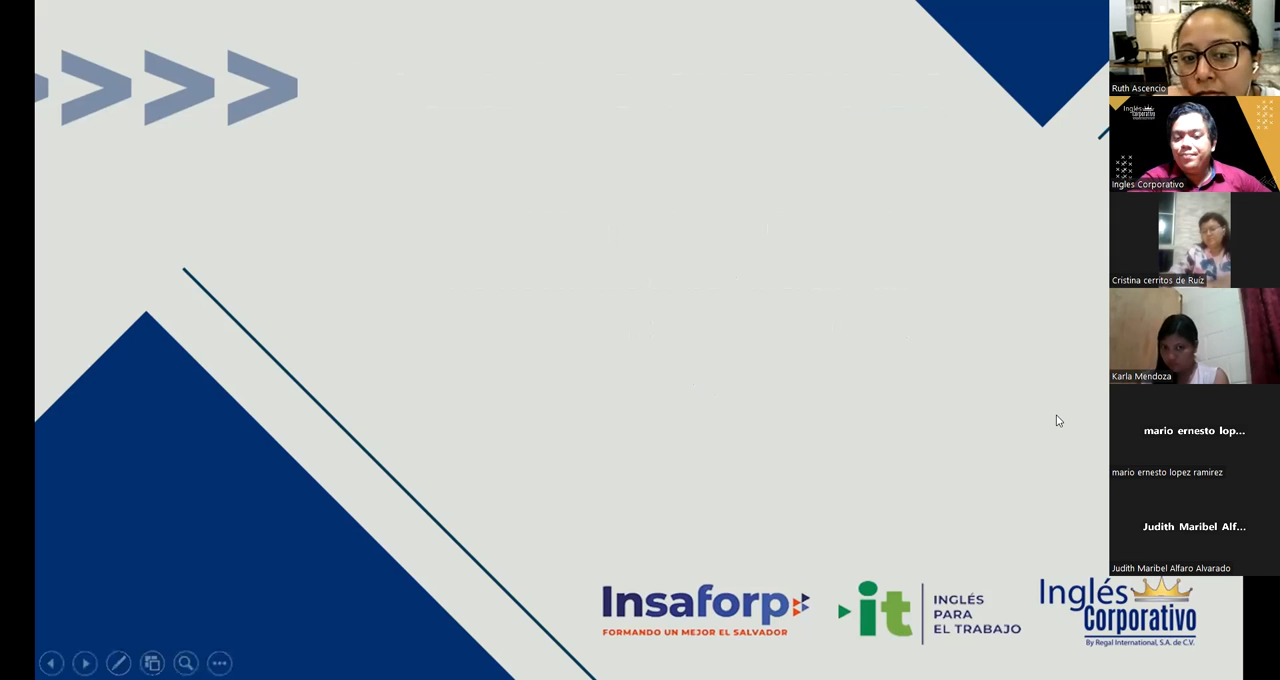 Ruth Ascencio
Inglés
Corporativo
Ingles Corporativo
Cristina cerritos de Ruiz
Karla Mendoza
mario ernesto lop...
mario ernesto lopez ramirez
Judith Maribel Alf...
Judith Maribel Alfaro Alvarado
Insaforp
FORMANDO UN MEJOR EL SALVADOR
it
INGLÉS
PARA
EL TRABAJO
Inglés
Corporativo
By Regal International, S.A. de C.V.